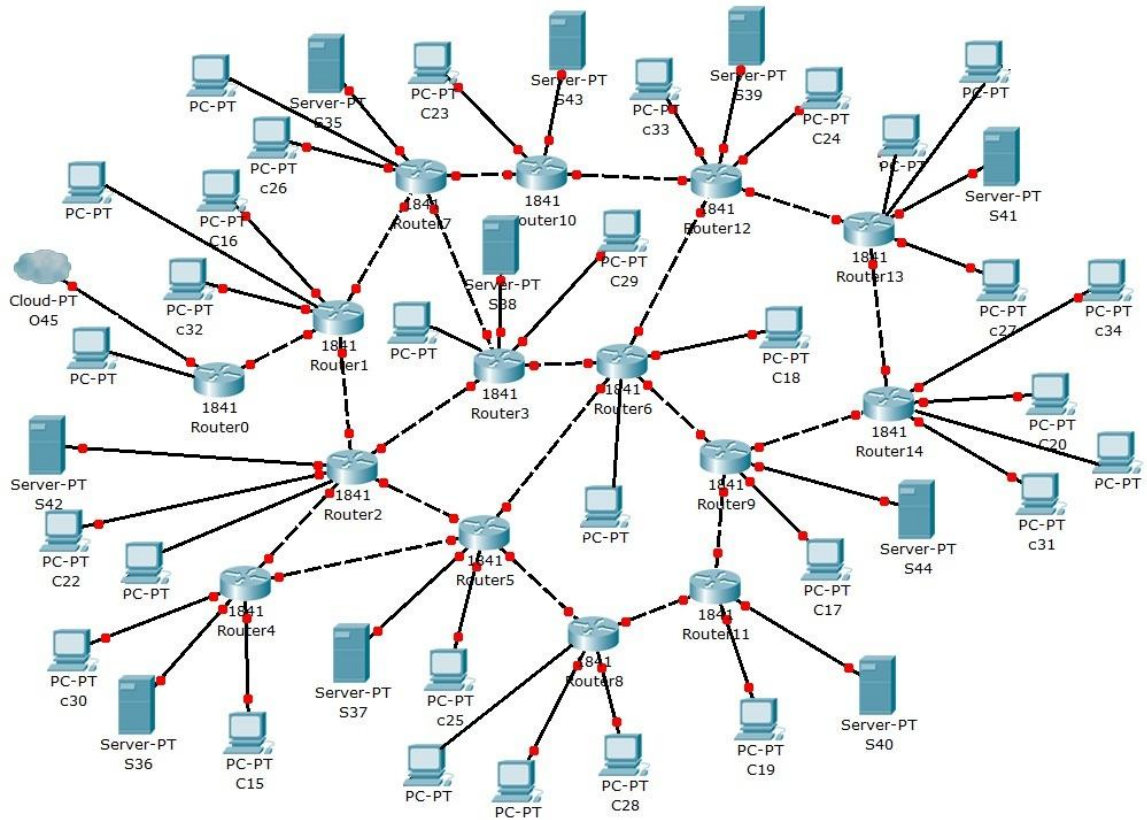 PC-PT
Server-PT
S35
PC-PT
C23
Server-PT
S43
PC-PT
c33
Server-PT
S39
PC-PT
C24
PC-PT
PC-PT
Server-PT
S41
PC-PT
c26
1841
Router7
1841
Router10
1841
Router12
1841
Router13
PC-PT
PC-PT
C16
Cloud-PT
O45
PC-PT
c32
PC-PT
1841
Router1
1841
Router0
Server-PT
S38
PC-PT
C29
PC-PT
1841
Router3
1841
Router6
PC-PT
C18
PC-PT
c27
PC-PT
c34
1841
Router14
PC-PT
C20
PC-PT
PC-PT
c31
Server-PT
S42
1841
Router2
PC-PT
C22
PC-PT
1841
Router5
PC-PT
1841
Router9
Server-PT
S44
PC-PT
C17
1841
Router4
PC-PT
c30
Server-PT
S36
PC-PT
C15
Server-PT
S37
PC-PT
c25
1841
Router8
1841
Router11
PC-PT
PC-PT
PC-PT
C28
PC-PT
C19
Server-PT
S40